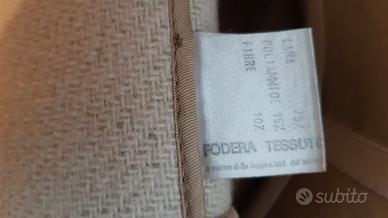 LANA 75%
POLIAMMIDE 15%
FIBRE 10%
FODERA TESSUTO
subito